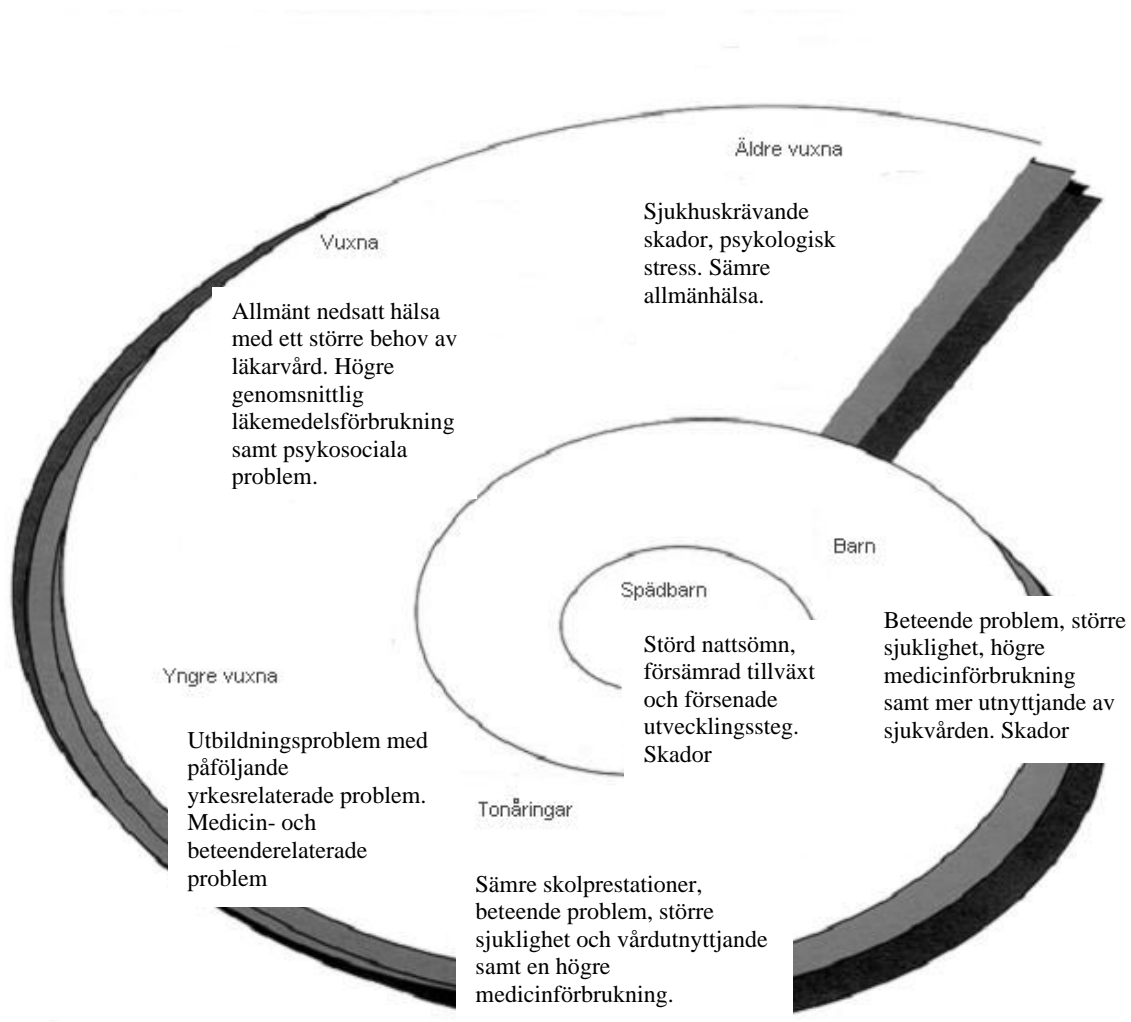 Äldre vuxna
Sjukhuskrävande
skador, psykologisk
stress. Sämre
allmänhälsa.
Vuxna
Allmänt nedsatt hälsa
med ett större behov av
läkarvård. Högre
genomsnittlig
läkemedelsförbrukning
samt psykosociala
problem.
Barn
Beteende problem, större
sjuklighet, högre
medicinförbrukning
samt mer utnyttjande av
sjukvården. Skador
Spädbarn
Störd nattsömn,
försämrad tillväxt
och försenade
utvecklingssteg.
Skador
Yngre vuxna
Utbildningsproblem med
påföljande
yrkesrelaterade problem.
Medicin- och
beteenderelaterade
problem
Tonåringar
Sämre skolprestationer,
beteende problem, större
sjuklighet och vårdutnyttjande
samt en högre
medicinförbrukning.